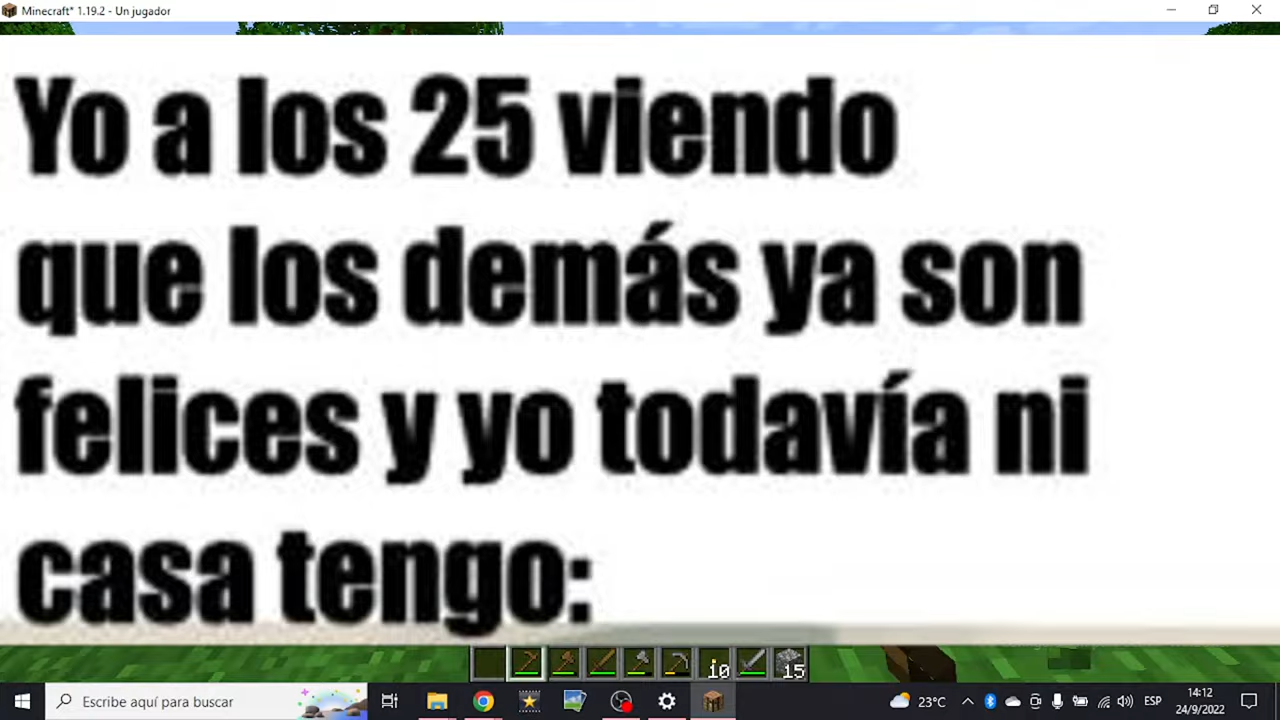 Minecraft* 1.19.2 - Un jugador
Yo a los 25 viendo
que los demás ya son
felices y yo todavía ni
casa tengo:
10
15
Escribe aquí para buscar
23°C
ESP
14:12
24/9/2022